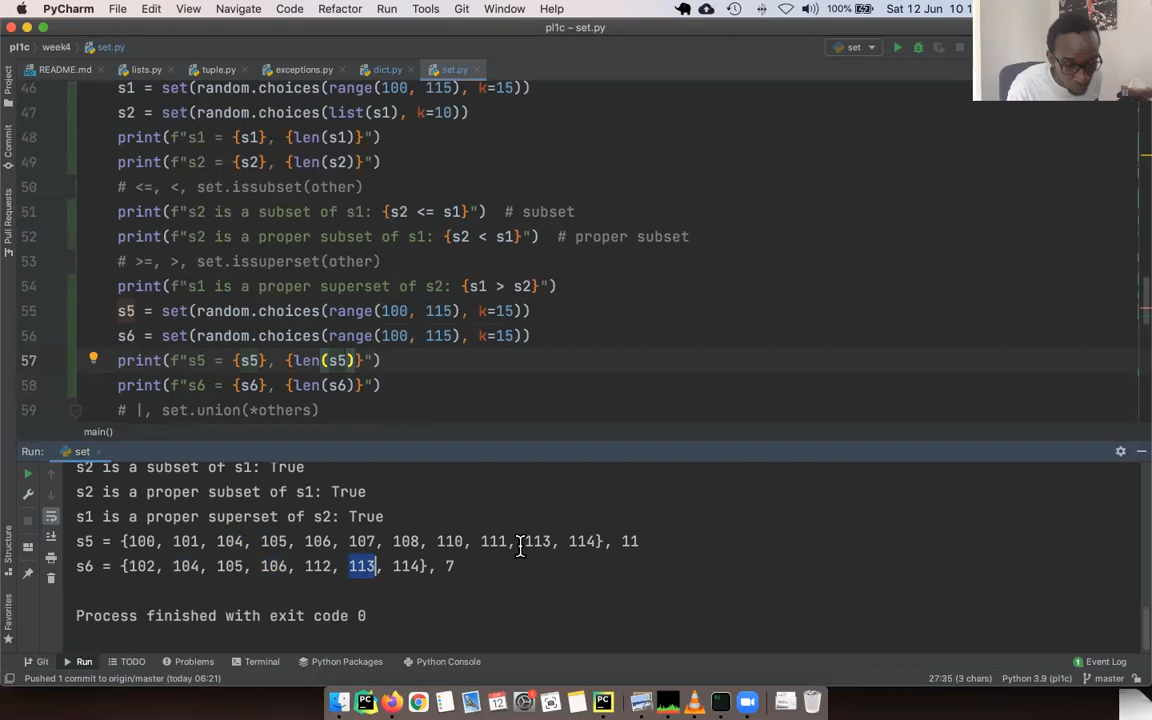 PyCharm File Edit View Navigate Code Refactor Run Tools Git Window Help 100% Sat 12 Jun 10
pl1c – set.py
pl1c week4 set.py set
README.md lists.py tuple.py exceptions.py dict.py set.py
46 s1 = set(random.choices(range(100, 115), k=15))
47 s2 = set(random.choices(list(s1), k=10))
48 print(f"s1 = {s1}, {len(s1)}")
49 print(f"s2 = {s2}, {len(s2)}")
50 # <=, <, set.issubset(other)
51 print(f"s2 is a subset of s1: {s2 <= s1}") # subset
52 print(f"s2 is a proper subset of s1: {s2 < s1}") # proper subset
53 # >=, >, set.issuperset(other)
54 print(f"s1 is a proper superset of s2: {s1 > s2}")
55 s5 = set(random.choices(range(100, 115), k=15))
56 s6 = set(random.choices(range(100, 115), k=15))
57 print(f"s5 = {s5}, {len(s5)}")
58 print(f"s6 = {s6}, {len(s6)}")
59 # |, set.union(*others)
main()
Project
Commit
Pull Requests
Structure
Favorites
Run: set
s2 is a subset of s1: True
s2 is a proper subset of s1: True
s1 is a proper superset of s2: True
s5 = {100, 101, 104, 105, 106, 107, 108, 110, 111, 113, 114}, 11
s6 = {102, 104, 105, 106, 112, 113, 114}, 7
Process finished with exit code 0
Git Run TODO Problems Terminal Python Packages Python Console 1 Event Log
Pushed 1 commit to origin/master (today 06:21) 27:35 (3 chars) Python 3.9 (pl1c) master